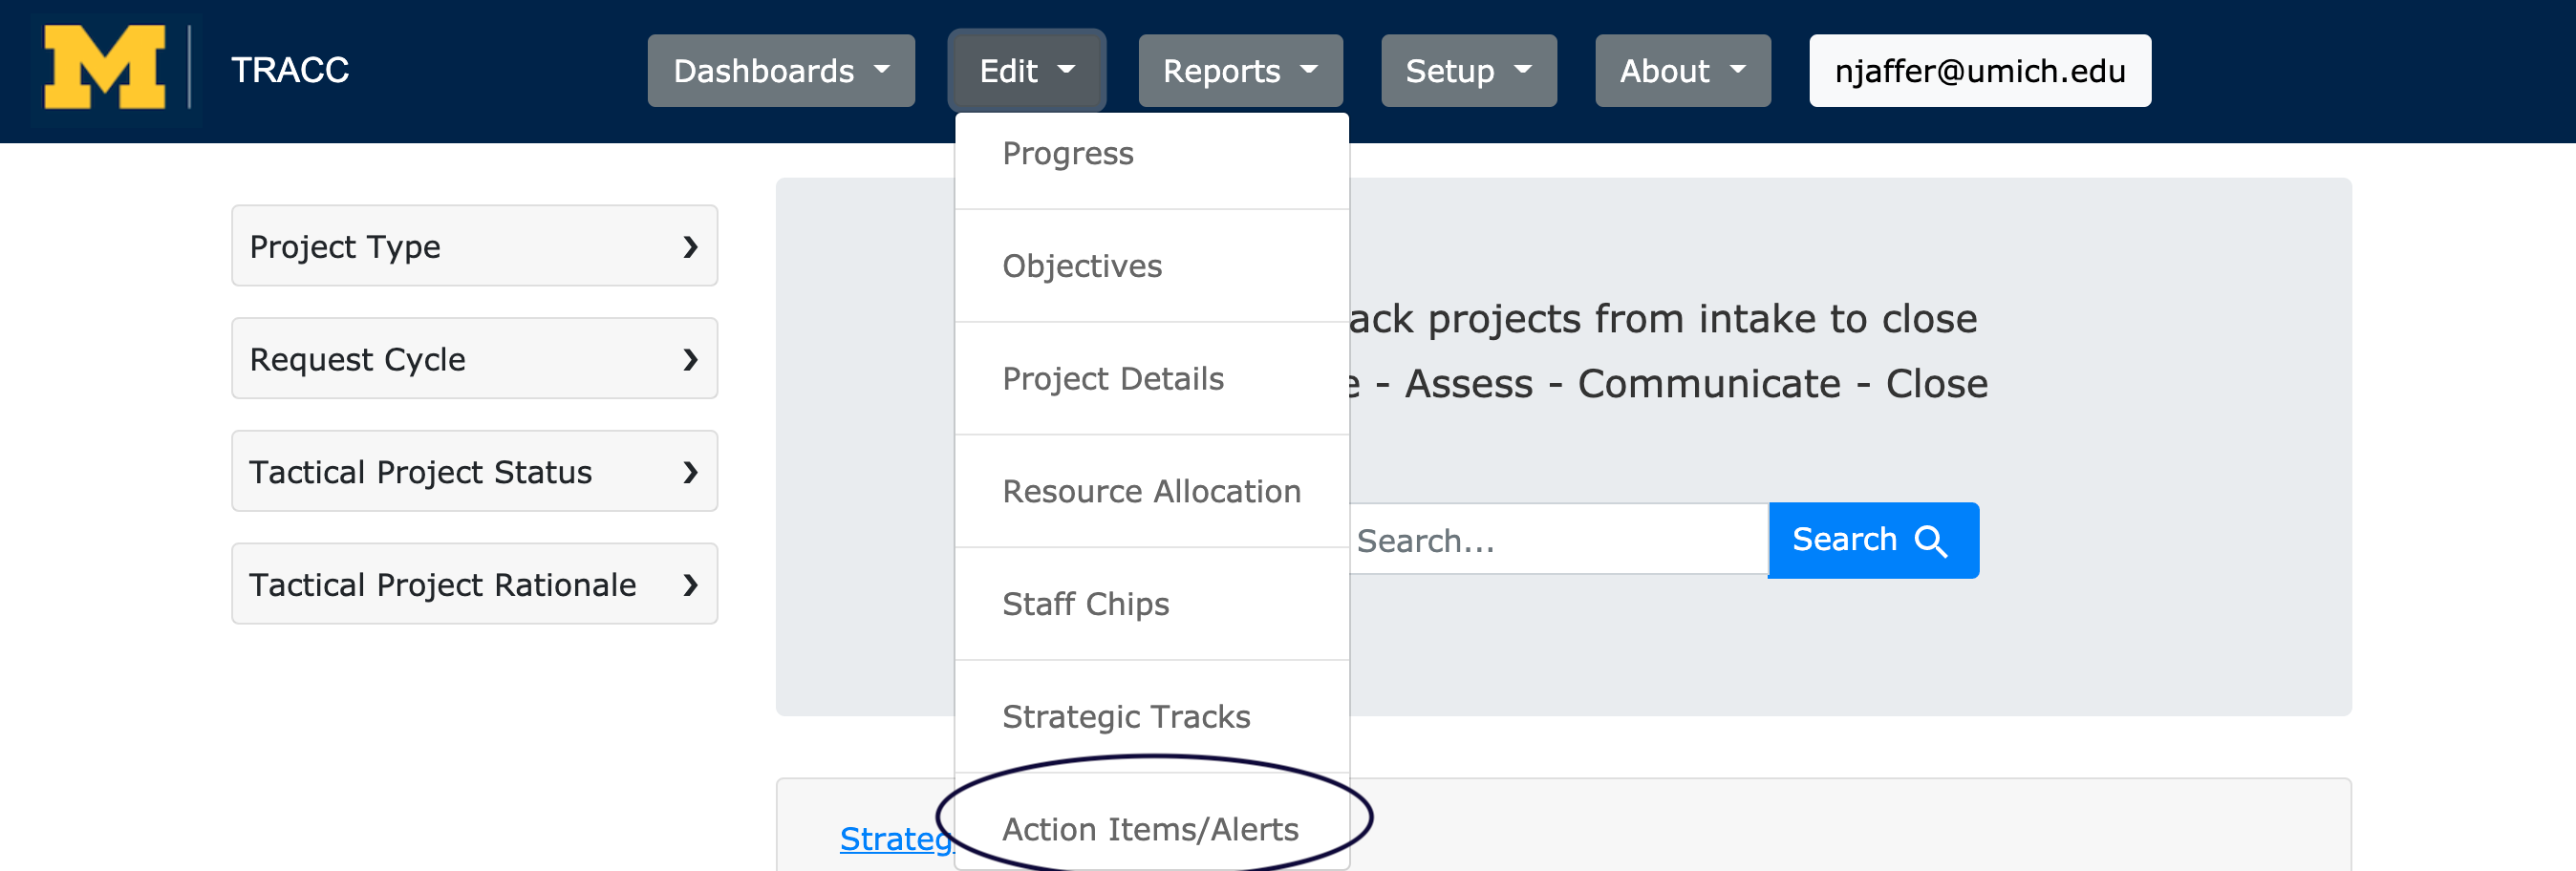 M
TRACC
Dashboards
Edit
Reports
Setup
About
njaffer@umich.edu
Progress
Objectives
Project Details
Resource Allocation
Staff Chips
Strategic Tracks
Action Items/Alerts
Project Type
Request Cycle
Tactical Project Status
Tactical Project Rationale
projects from intake to close
- Assess - Communicate - Close
Search...
Search